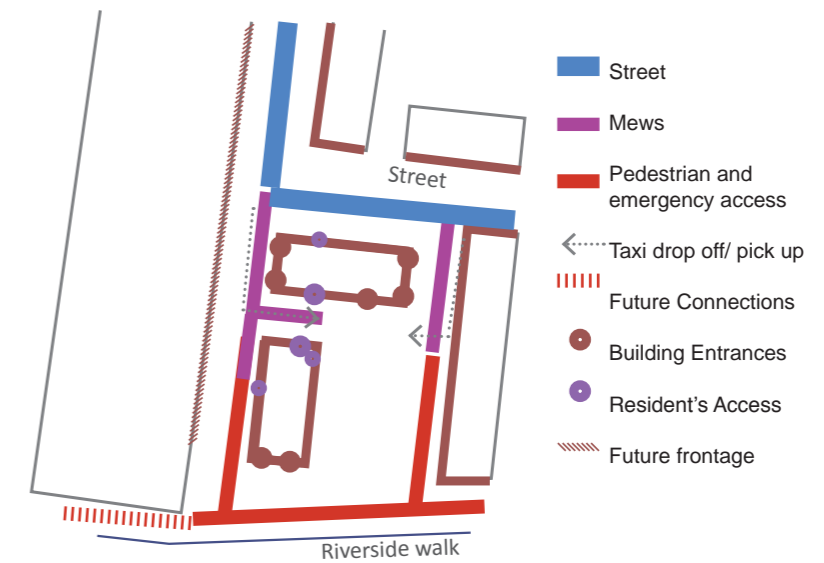 Street
Mews
Pedestrian and
emergency access
Street
Taxi drop off/ pick up
Future Connections
Building Entrances
Resident's Access
Future frontage
Riverside walk